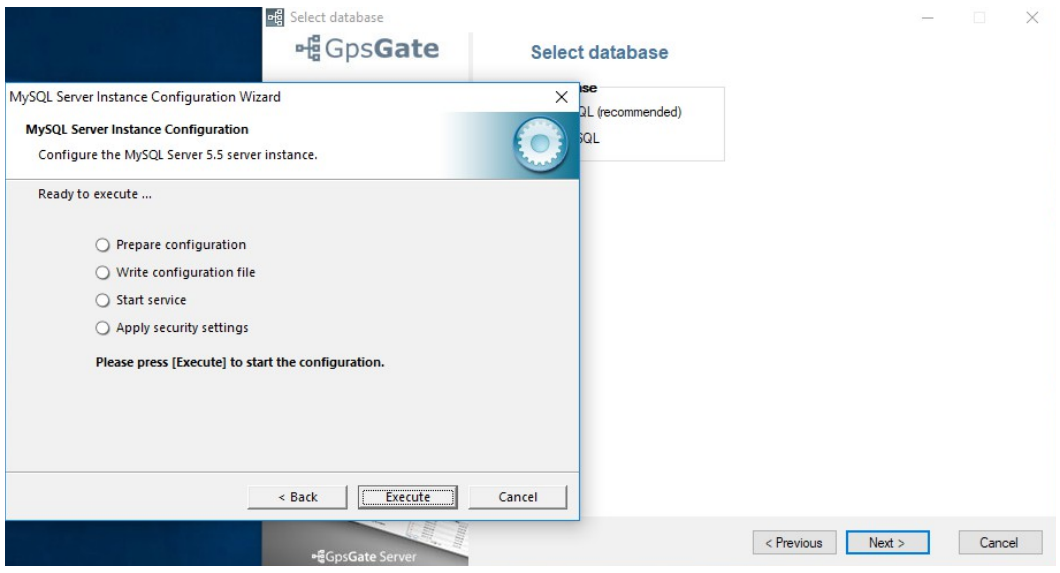 Select database
GpsGate
Select database
MySQL Server Instance Configuration Wizard
MySQL Server Instance Configuration
Configure the MySQL Server 5.5 server instance.
Ready to execute ...
Prepare configuration
Write configuration file
Start service
Apply security settings
Please press [Execute] to start the configuration.
< Back
Execute
Cancel
(recommended)
GpsGate Server
< Previous
Next >
Cancel